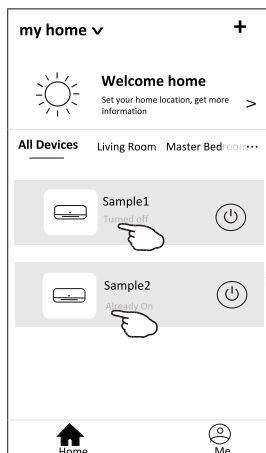 my home
Welcome home
Set your home location, get more
information
All Devices Living Room Master Bedroom
Sample1
Turned off
Sample2
Already On
Home Me